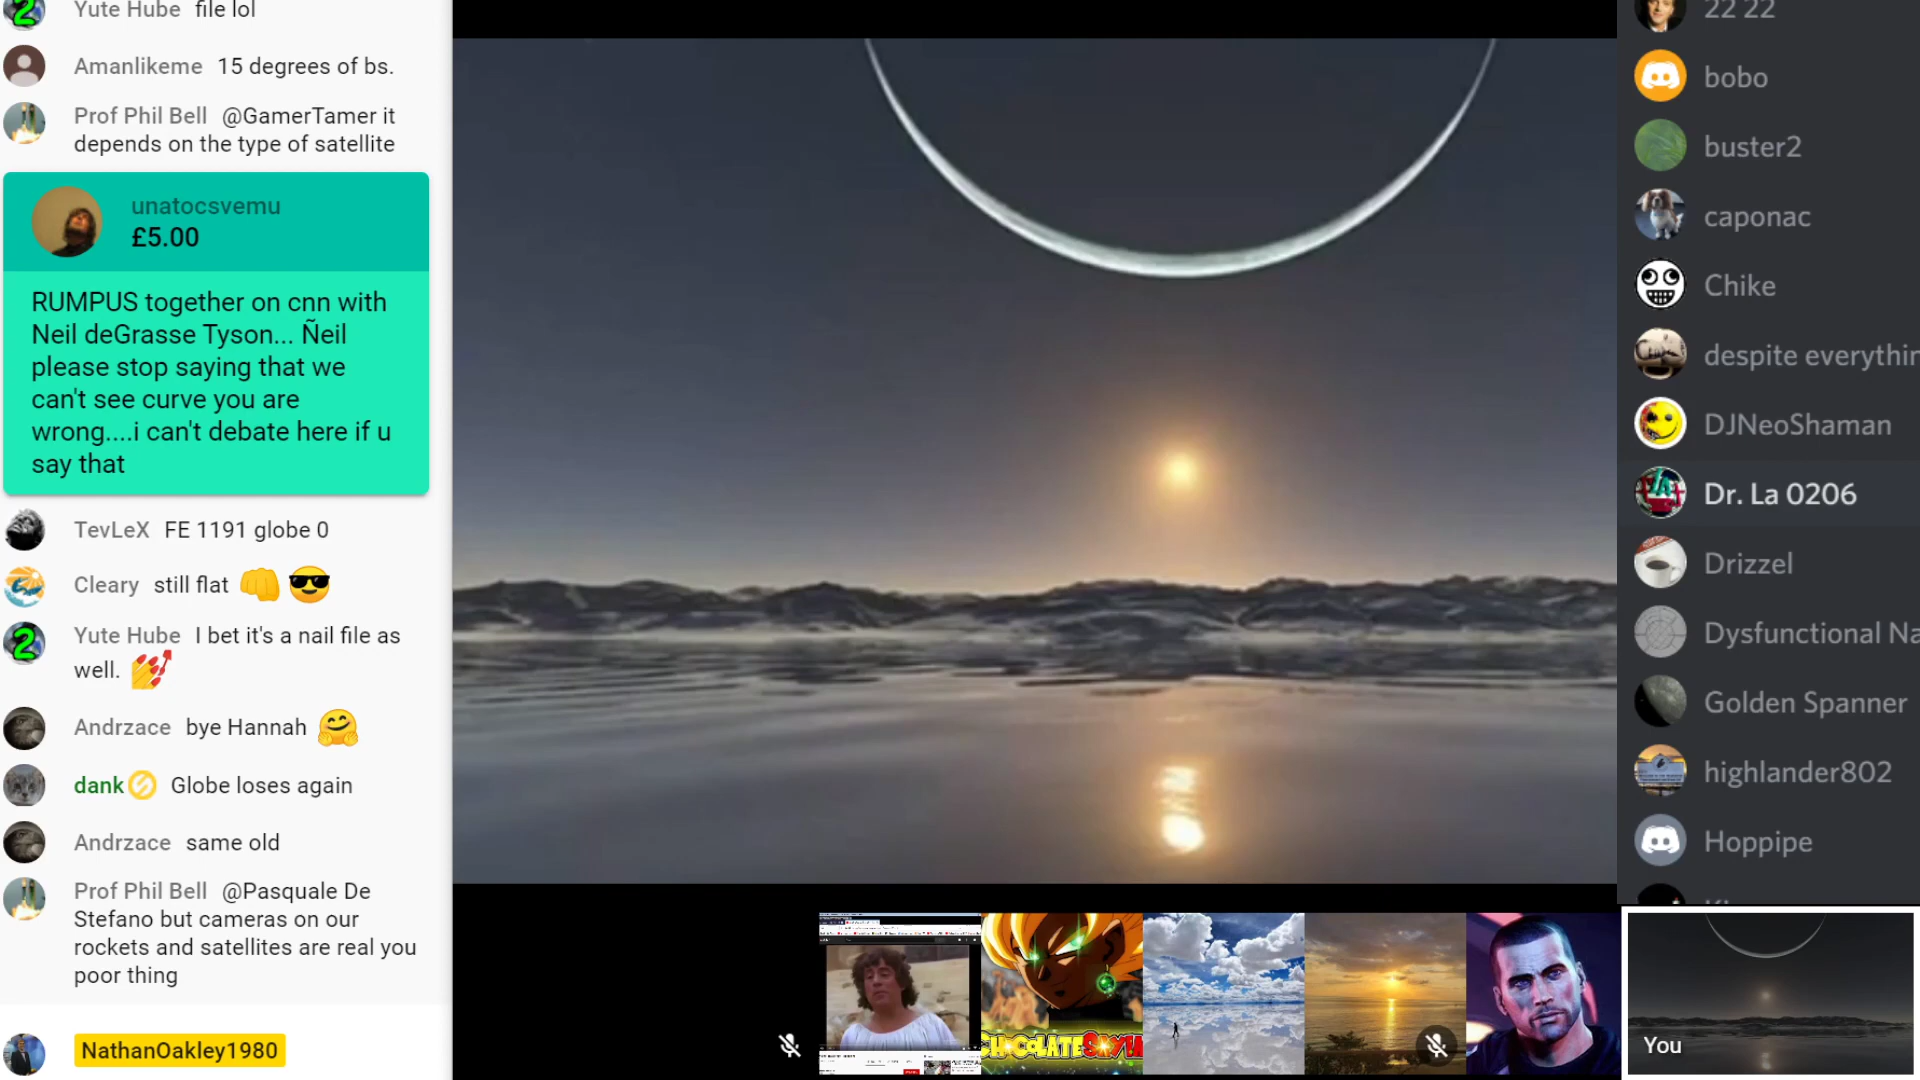 Yute Hube file lol
Amanlikeme 15 degrees of bs.
Prof Phil Bell @GamerTamer it
depends on the type of satellite
unatocsvemu
£5.00
RUMPUS together on cnn with
Neil deGrasse Tyson... Ñeil
please stop saying that we
can't see curve you are
wrong....i can't debate here if u
say that
TevLeX FE 1191 globe 0
Cleary still flat 👊 😎
Yute Hube I bet it's a nail file as
well. 💅
Andrzace bye Hannah 🤗
dank Globe loses again
Andrzace same old
Prof Phil Bell @Pasquale De
Stefano but cameras on our
rockets and satellites are real you
poor thing
NathanOakley1980
22 22
bobo
buster2
caponac
Chike
despite everythin
DJNeoShaman
Dr. La 0206
Drizzel
Dysfunctional Na
Golden Spanner
highlander802
Hoppipe
You